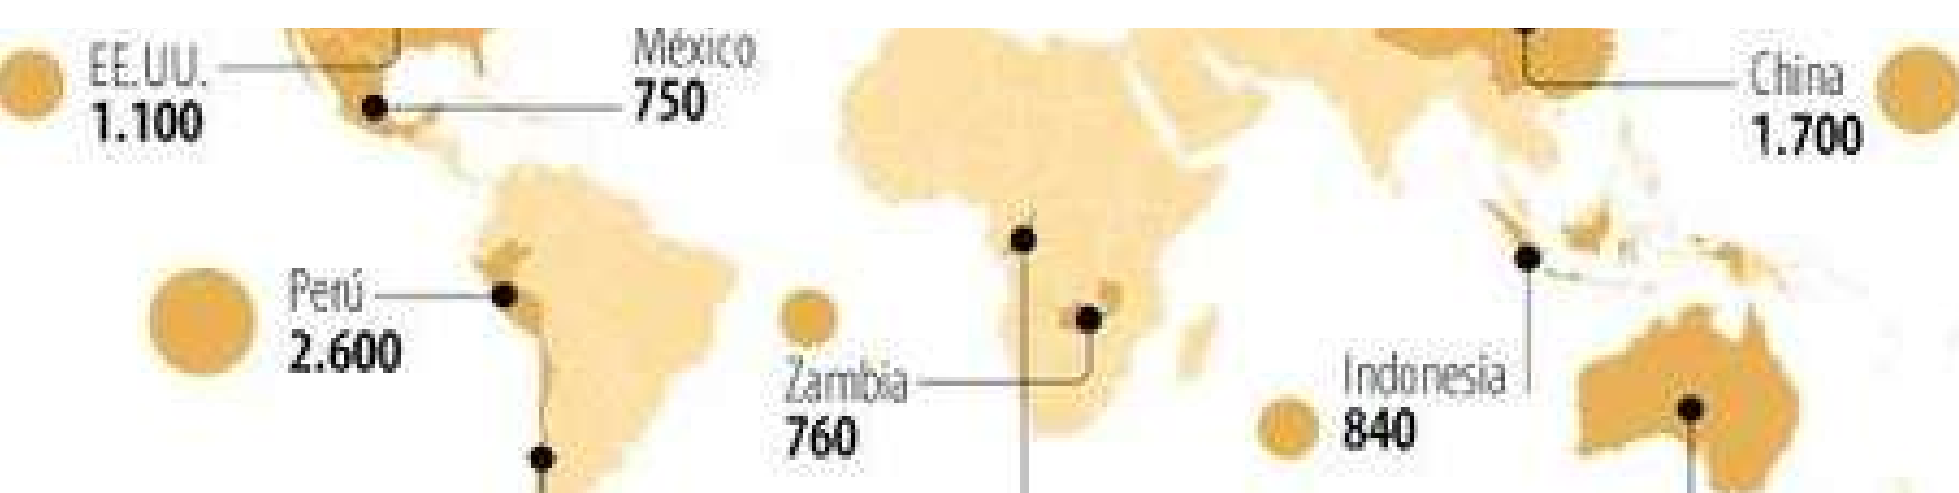 EE.UU.
1.100
México
750
China
1.700
Perú
2.600
Zambia
760
Indonesia
840